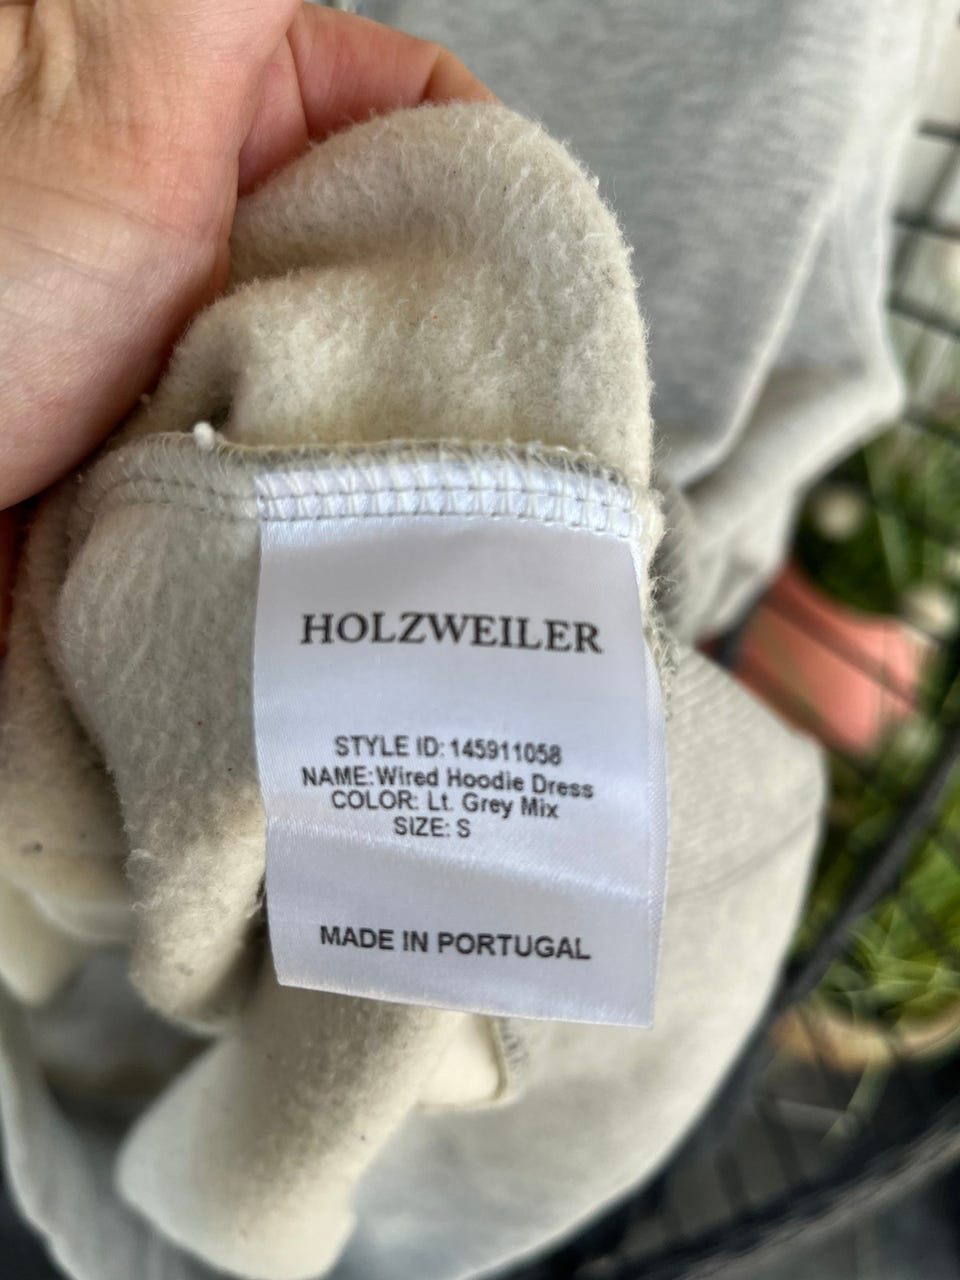 HOLZWEILER
STYLE ID: 145911058
NAME: Wired Hoodie Dress
COLOR: Lt. Grey Mix
SIZE: S
MADE IN PORTUGAL